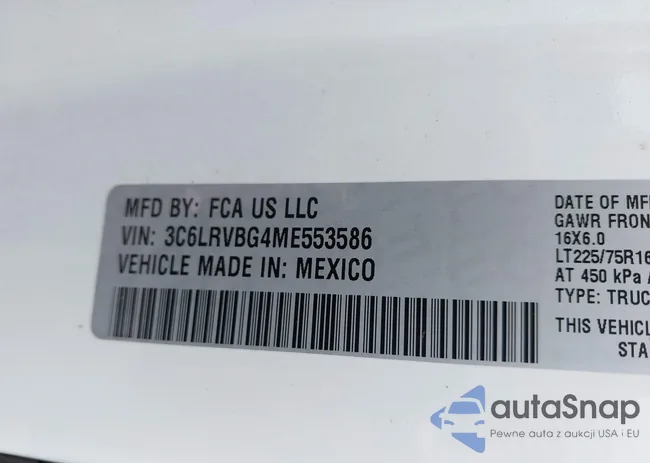 MFD BY: FCA US LLC
VIN: 3C6LRVBG4ME553586
VEHICLE MADE IN: MEXICO
DATE OF MF
GAWR FRON
16X6.0
LT225/75R16
AT 450 kPa
TYPE: TRUC
THIS VEHICL
STA
autaSnap
Pewne auta z aukcji USA i EU